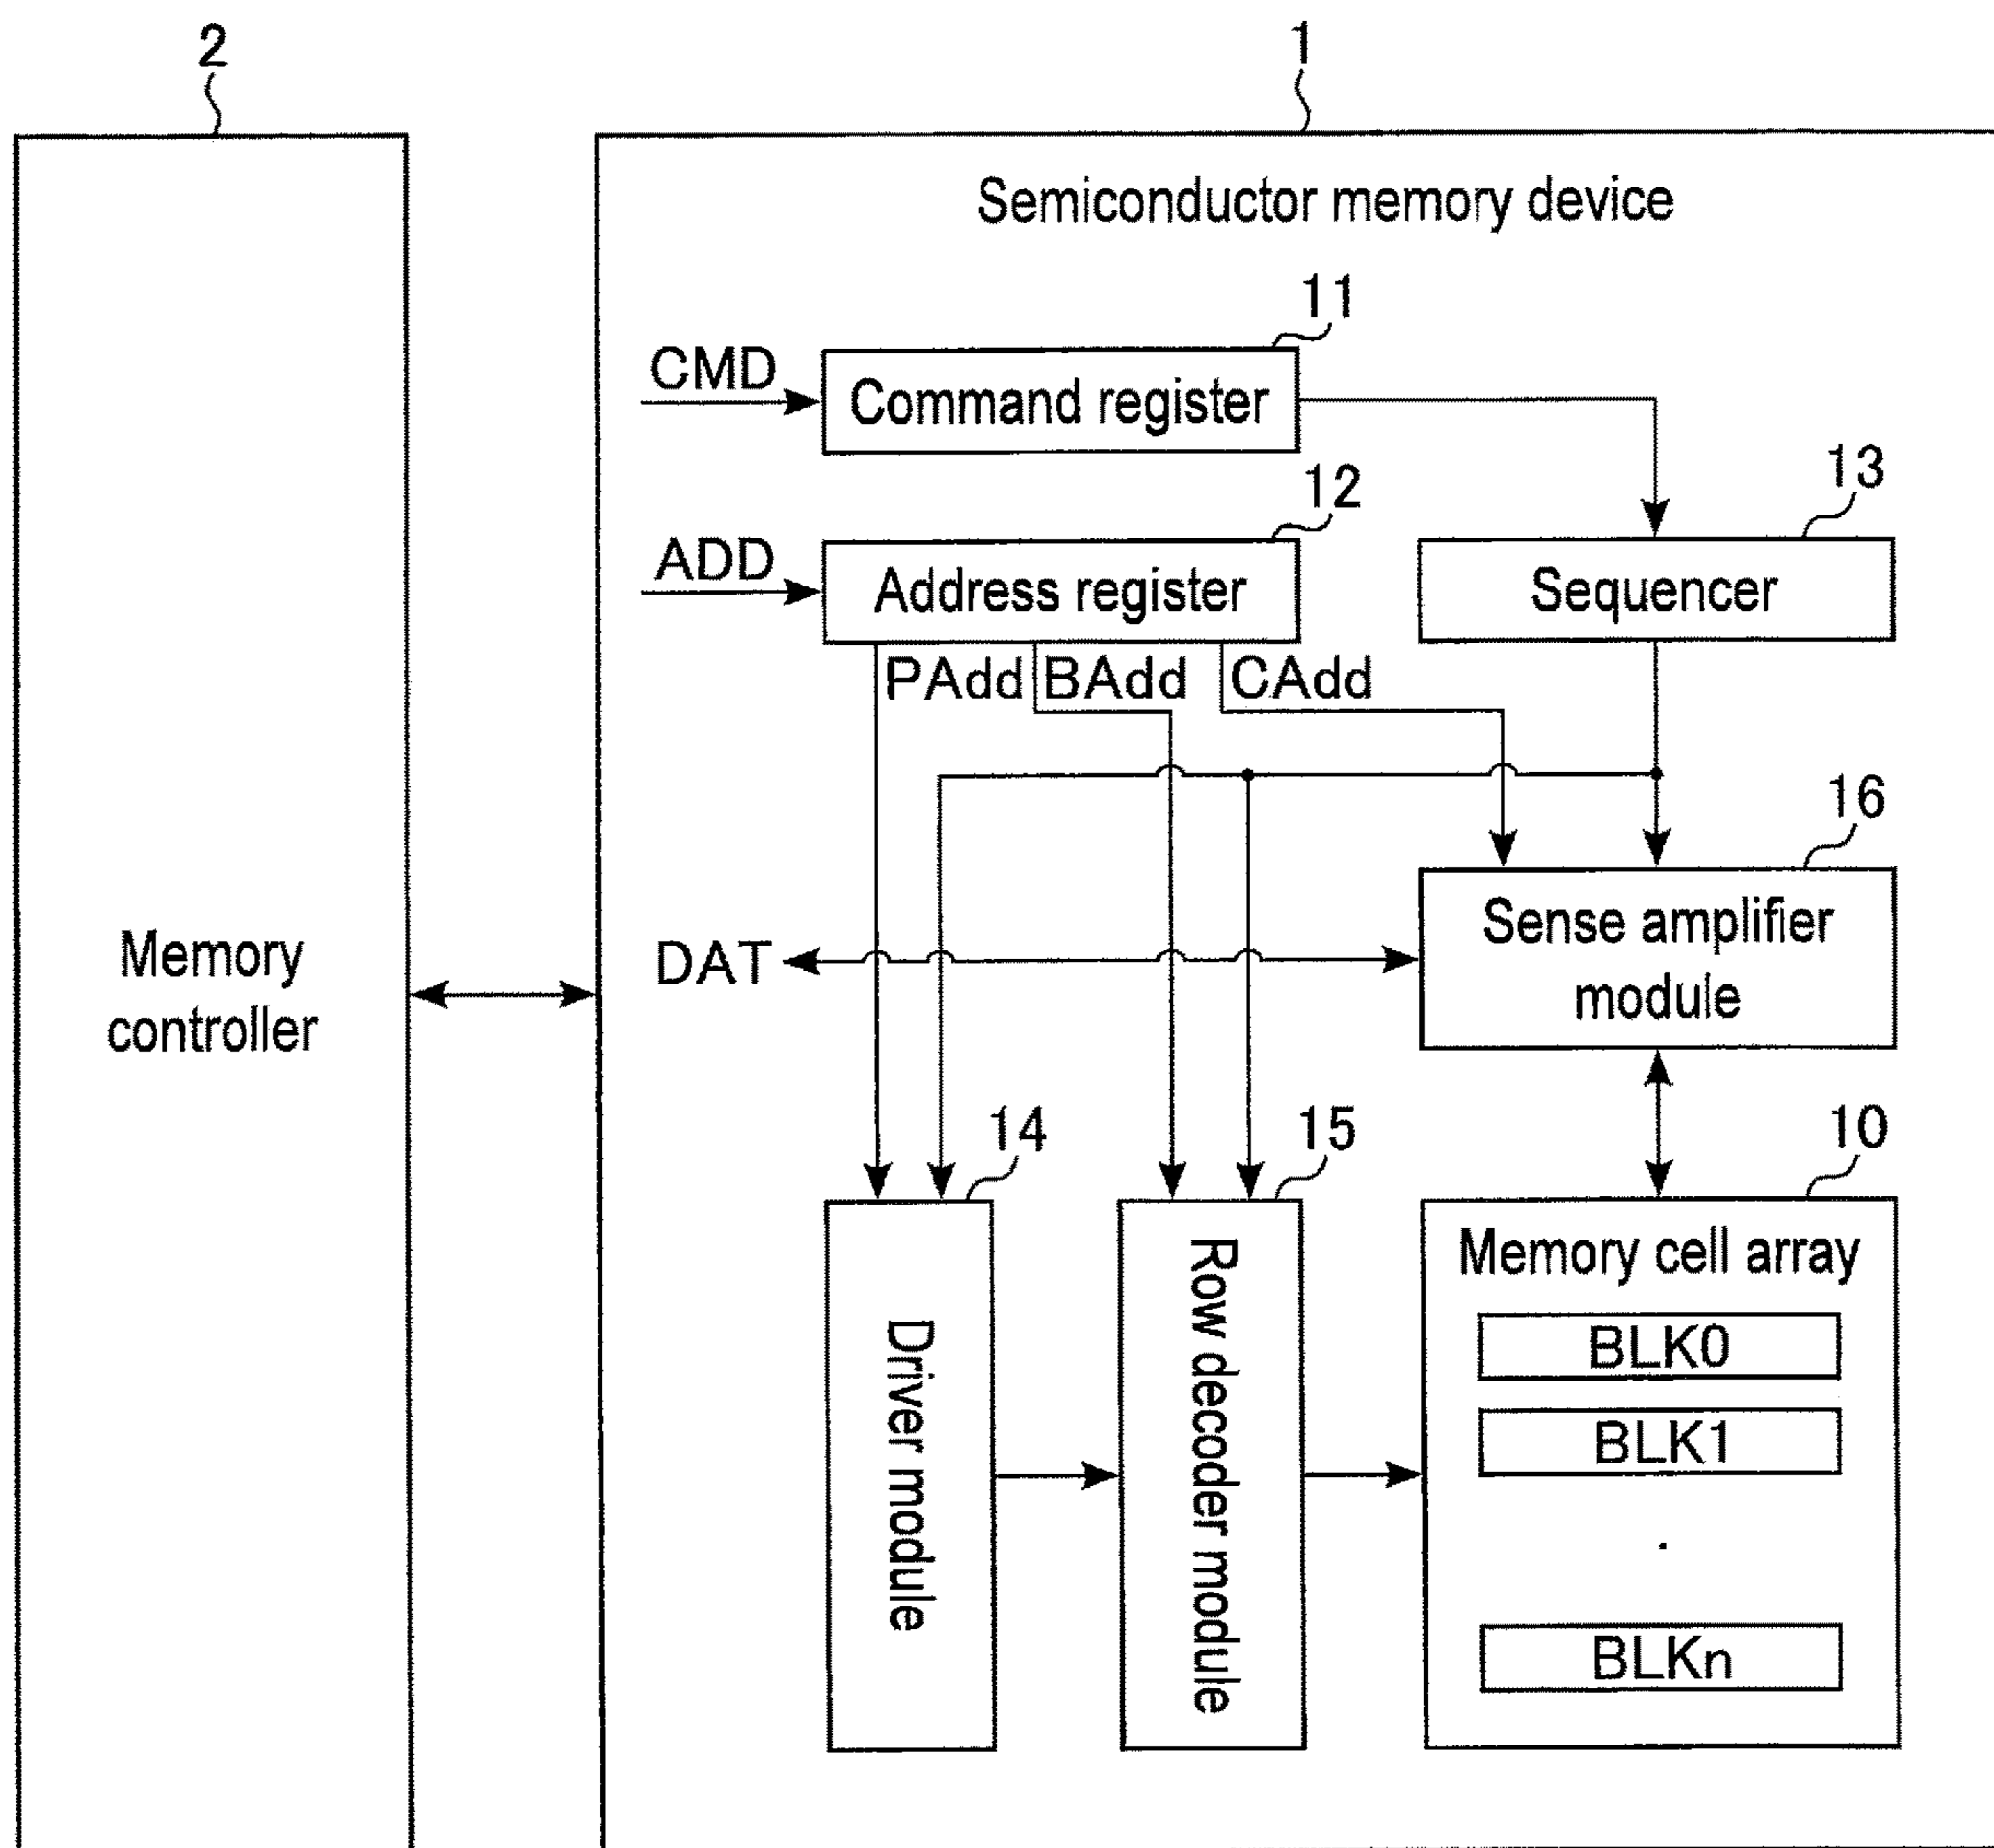 2
1
Semiconductor memory device
11
CMD
Command register
12
13
ADD
Address register
Sequencer
PAdd
BAdd
CAdd
16
Sense amplifier
module
DAT
Memory
controller
14
15
10
Driver module
Row decoder module
Memory cell array
BLK0
BLK1
.
BLKn